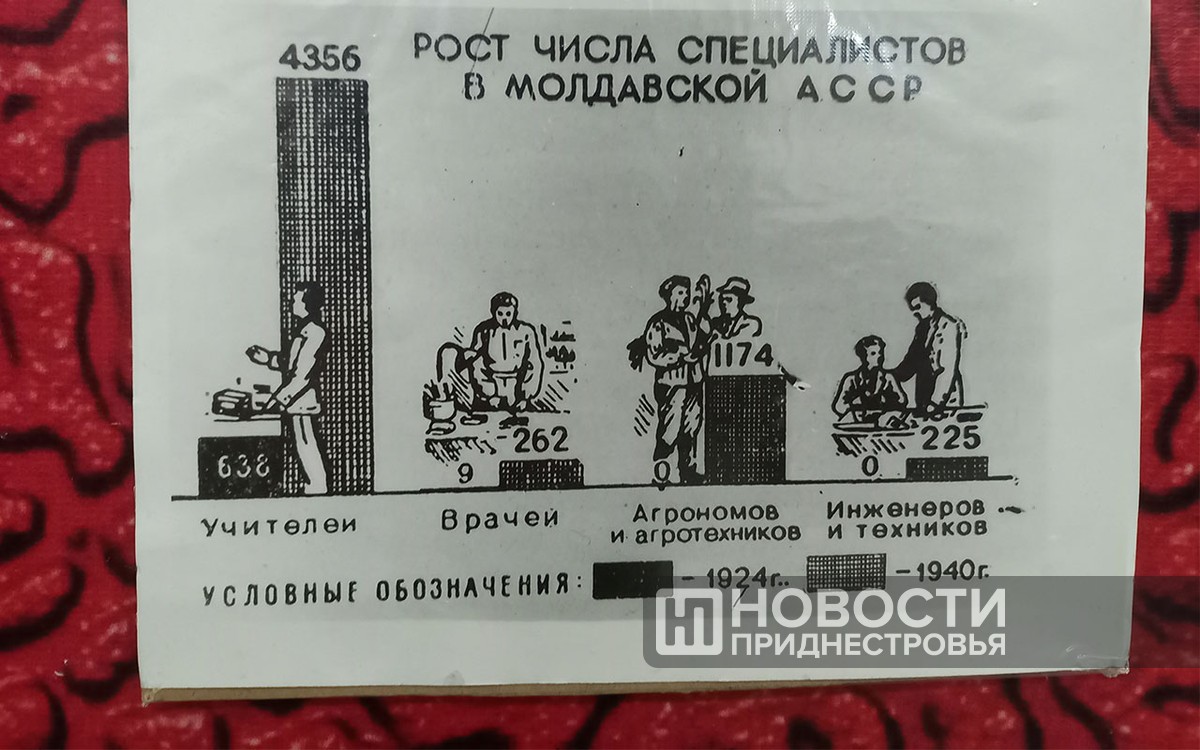 4356
РОСТ ЧИСЛА СПЕЦИАЛИСТОВ
В МОЛДАВСКОЙ АССР
1174
262
225
638
9
0
0
Учителей
Врачей
Агрономов
и агротехников
Инженеров
и техников
УСЛОВНЫЕ ОБОЗНАЧЕНИЯ:
-1924г.
-1940г.
НОВОСТИ
ПРИДНЕСТРОВЬЯ